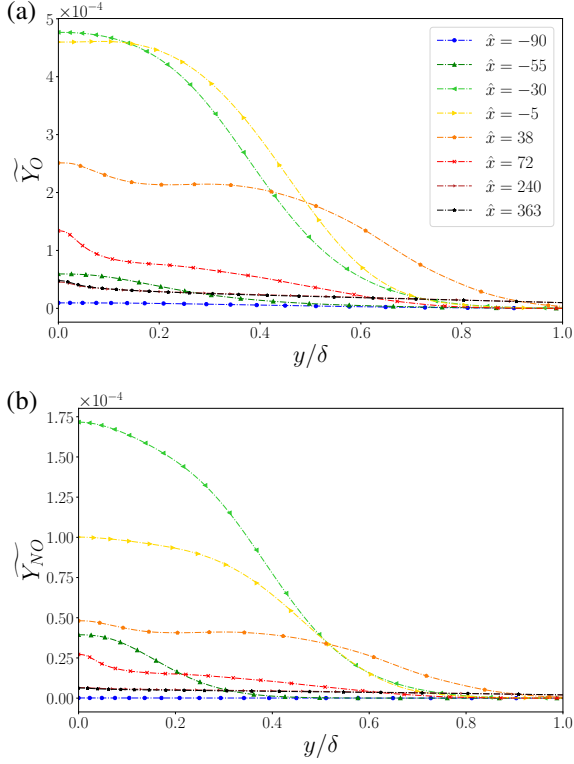 (a)
×10⁻⁴
5
4
3
2
1
0
Y_O
0.0 0.2 0.4 0.6 0.8 1.0
y/δ
x̂ = −90
x̂ = −55
x̂ = −30
x̂ = −5
x̂ = 38
x̂ = 72
x̂ = 240
x̂ = 363
(b)
×10⁻⁴
1.75
1.50
1.25
1.00
0.75
0.50
0.25
0.00
Y_NO
0.0 0.2 0.4 0.6 0.8 1.0
y/δ